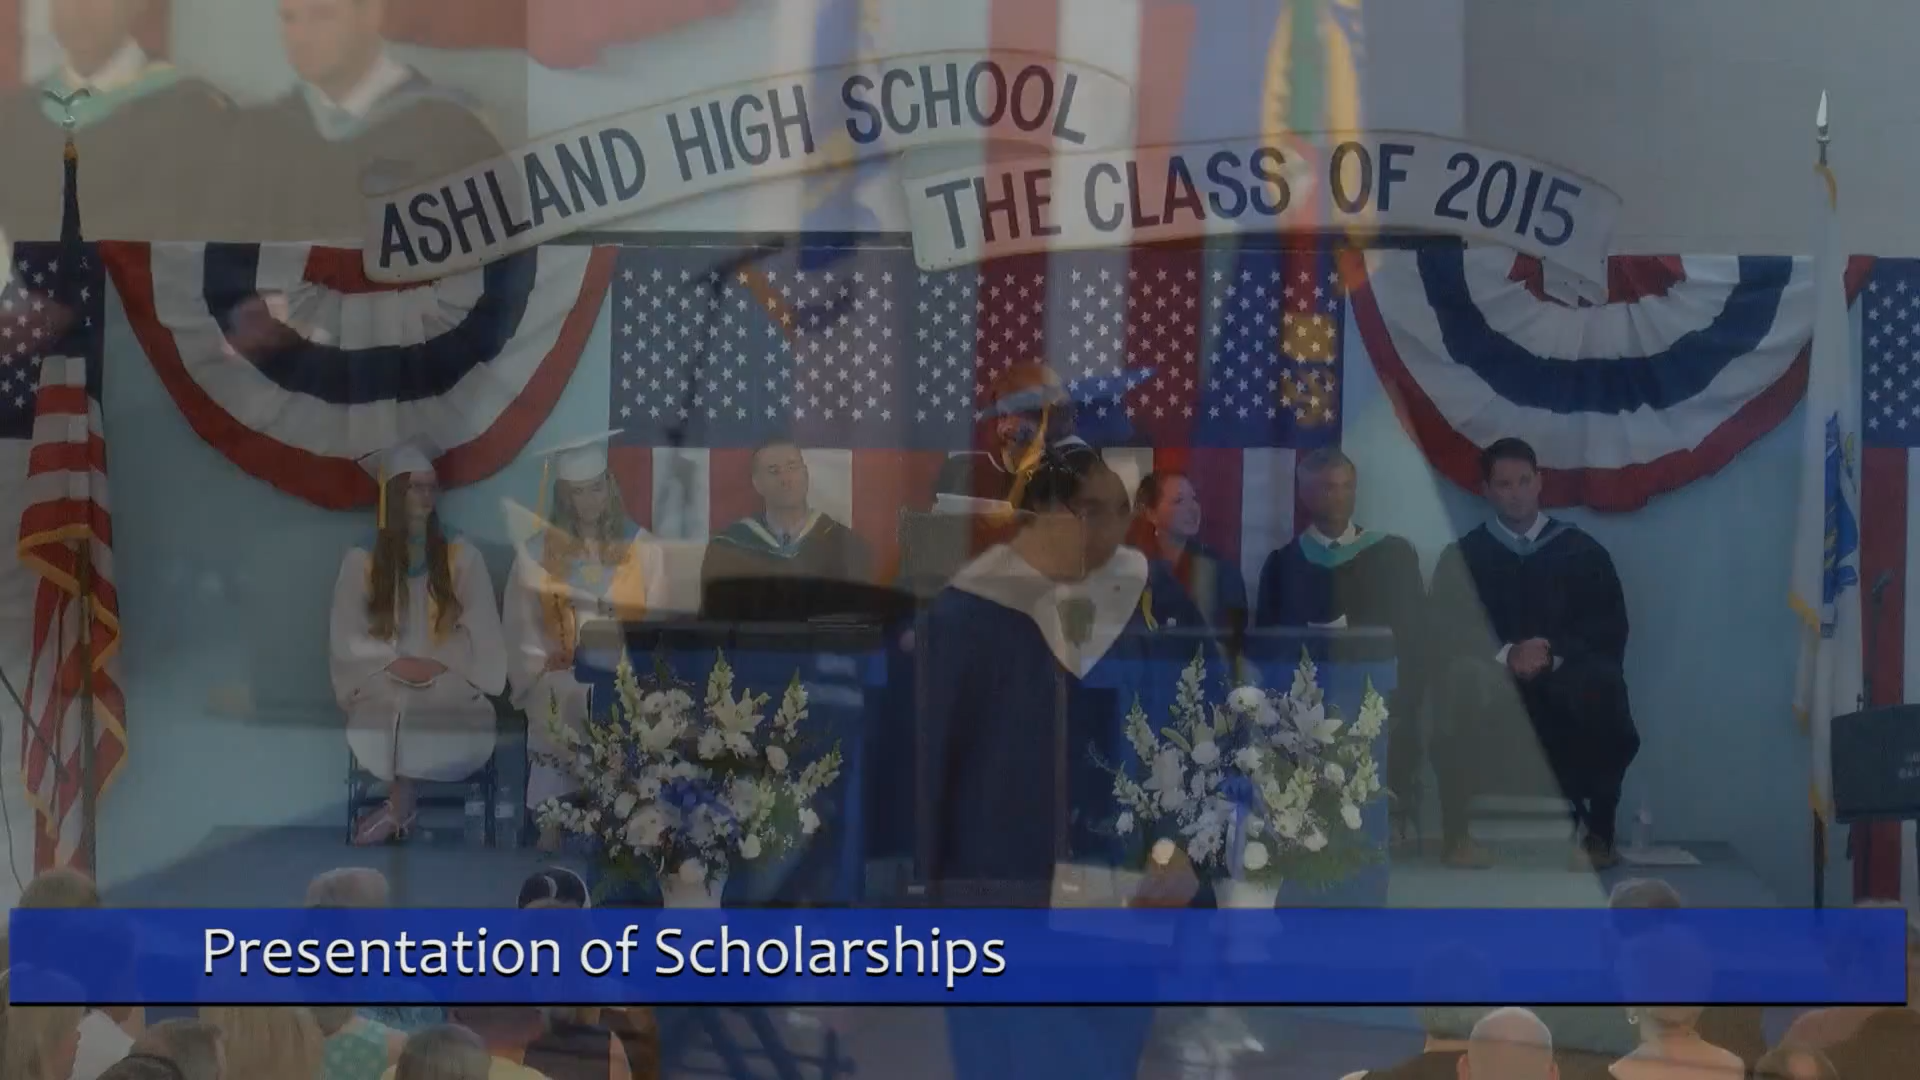 ASHLAND HIGH SCHOOL
THE CLASS OF 2015
Presentation of Scholarships